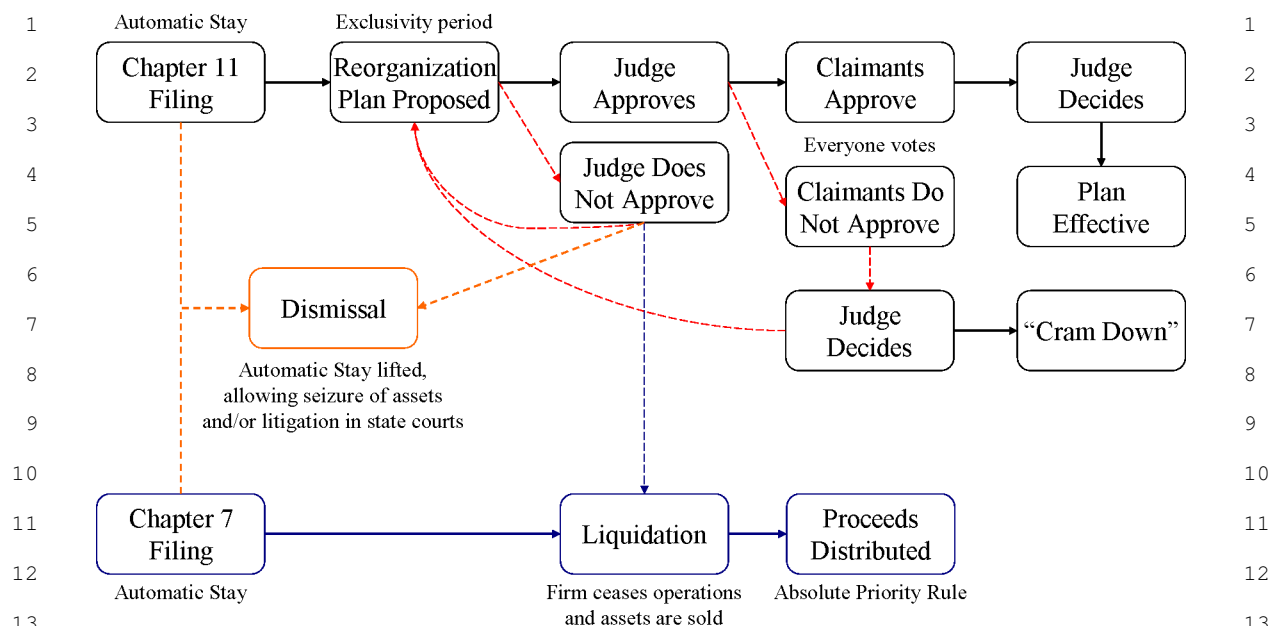 1
Automatic Stay
Exclusivity period
1
2
Chapter 11
Filing
Reorganization
Plan Proposed
Judge
Approves
Claimants
Approve
Judge
Decides
2
3
3
Everyone votes
4
Judge Does
Not Approve
Claimants Do
Not Approve
Plan
Effective
4
5
5
6
6
Dismissal
7
Judge
Decides
“Cram Down”
7
8
Automatic Stay lifted,
allowing seizure of assets
and/or litigation in state courts
8
9
9
10
10
11
Chapter 7
Filing
Liquidation
Proceeds
Distributed
11
12
Automatic Stay
Firm ceases operations
and assets are sold
Absolute Priority Rule
12
13
13